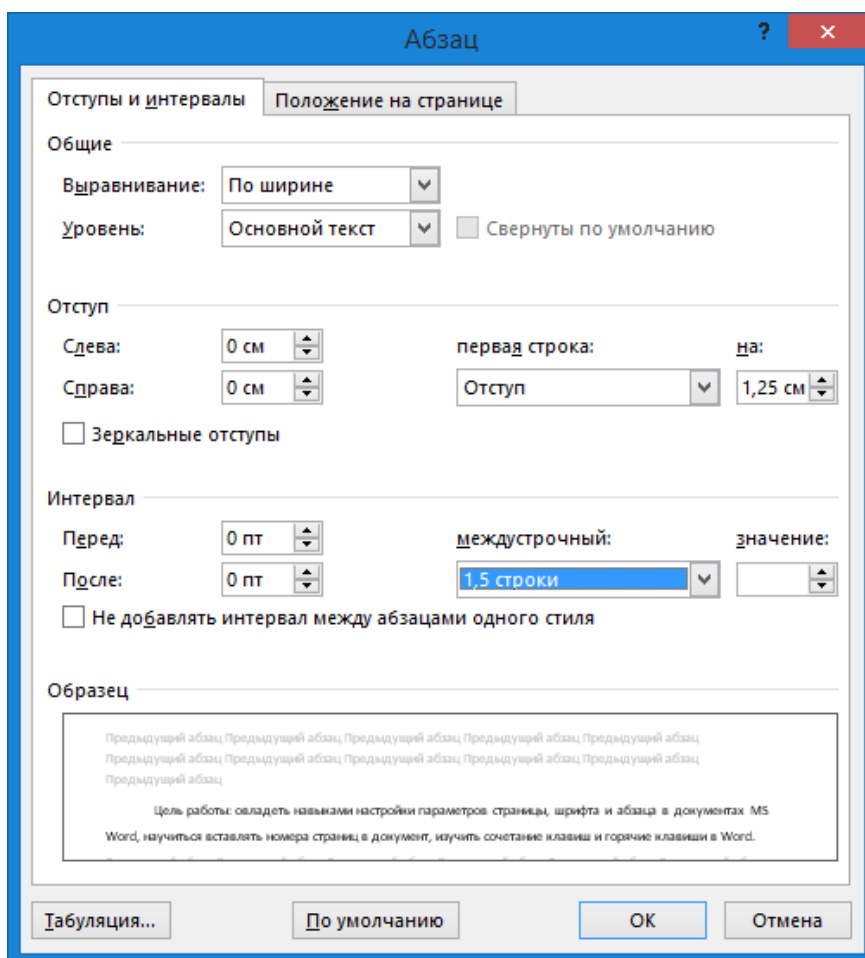 Абзац ? ×
Отступы и интервалы Положение на странице
Общие
Выравнивание: По ширине
Уровень: Основной текст Свернуты по умолчанию
Отступ
Слева: 0 см первая строка: на:
Справа: 0 см Отступ 1,25 см
Зеркальные отступы
Интервал
Перед: 0 пт междустрочный: значение:
После: 0 пт 1,5 строки
Не добавлять интервал между абзацами одного стиля
Образец
Предыдущий абзац Предыдущий абзац Предыдущий абзац Предыдущий абзац Предыдущий абзац
Предыдущий абзац Предыдущий абзац Предыдущий абзац Предыдущий абзац Предыдущий абзац
Предыдущий абзац
Цель работы: овладеть навыками настройки параметров страницы, шрифта и абзаца в документах MS
Word, научиться вставлять номера страниц в документ, изучить сочетание клавиш и горячие клавиши в Word.
Табуляция... По умолчанию ОК Отмена